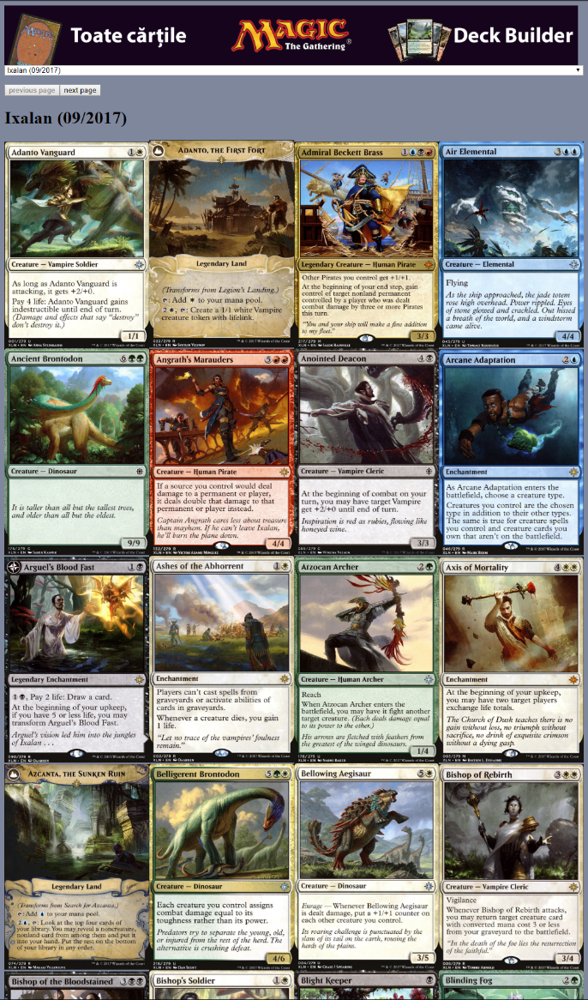 Toate cărțile
MAGIC
The Gathering®
Deck Builder
Ixalan (09/2017)
previous page
next page
Ixalan (09/2017)
Adanto Vanguard 1
Creature — Vampire Soldier
As long as Adanto Vanguard is
attacking, it gets +2/+0.
Pay 4 life: Adanto Vanguard gains
indestructible until end of turn.
(Damage and effects that say "destroy"
don't destroy it.)
1/1
Adanto, the First Fort
Legendary Land
(Transforms from Legion's Landing.)
: Add to your mana pool.
2 , : Create a 1/1 white Vampire
creature token with lifelink.
Admiral Beckett Brass 1
Legendary Creature — Human Pirate
Other Pirates you control get +1/+1.
At the beginning of your end step, gain
control of target nonland permanent
controlled by a player who was dealt
combat damage by three or more Pirates
this turn.
"You and your ship will make a fine addition
to my fleet."
3/3
Air Elemental 3
Creature — Elemental
Flying
As the ship approached, the jade totem
rose high overhead. Power rippled. Eyes
of stone glowed and crackled. Out hissed
a breath of the world, and a windstorm
came alive.
4/4
Ancient Brontodon 6
Creature — Dinosaur
It is taller than all but the tallest trees,
and older than all but the oldest.
9/9
Angrath's Marauders 5
Creature — Human Pirate
If a source you control would deal
damage to a permanent or player,
it deals double that damage to that
permanent or player instead.
Captain Angrath cares less about treasure
than mayhem. If he can't leave Ixalan,
he'll burn the place down.
4/4
Anointed Deacon 4
Creature — Vampire Cleric
At the beginning of combat on your
turn, you may have target Vampire
get +2/+0 until end of turn.
Inspiration is red as rubies, flowing like
honeyed wine.
3/3
Arcane Adaptation 2
Enchantment
As Arcane Adaptation enters the
battlefield, choose a creature type.
Creatures you control are the chosen
type in addition to their other types.
The same is true for creature spells
you control and creature cards you
own that aren't on the battlefield.
Arguel's Blood Fast 1
Legendary Enchantment
1 , Pay 2 life: Draw a card.
At the beginning of your upkeep,
if you have 5 or less life, you may
transform Arguel's Blood Fast.
Arguel's vision led him into the jungles
of Ixalan . . .
Ashes of the Abhorrent 1
Enchantment
Players can't cast spells from
graveyards or activate abilities of
cards in graveyards.
Whenever a creature dies, you gain
1 life.
"Let no trace of the vampires' foulness
remain."
Atzocan Archer 2
Creature — Human Archer
Reach
When Atzocan Archer enters the
battlefield, you may have it fight another
target creature. (Each deals damage equal
to its power to the other.)
His arrows are fletched with feathers from
the greatest of the winged dinosaurs.
1/4
Axis of Mortality 4
Enchantment
At the beginning of your upkeep,
you may have two target players
exchange life totals.
The Church of Dusk teaches there is no
gain without loss, no triumph without
sacrifice, no drink of exquisite crimson
without a dying gasp.
Azcanta, the Sunken Ruin
Legendary Land
(Transforms from Search for Azcanta.)
: Add to your mana pool.
2 , : Look at the top four cards of
your library. You may reveal a noncreature,
nonland card from among them and put it
into your hand. Put the rest on the bottom
of your library in any order.
Belligerent Brontodon 5
Creature — Dinosaur
Each creature you control assigns
combat damage equal to its
toughness rather than its power.
Predators try to separate the young, old,
or injured from the rest of the herd. The
alternative is crushing defeat.
4/6
Bellowing Aegisaur 5
Creature — Dinosaur
Enrage — Whenever Bellowing Aegisaur
is dealt damage, put a +1/+1 counter on
each other creature you control.
Its roaring challenge is punctuated by the
slam of its tail on the earth, rousing the
herds of the plains.
3/5
Bishop of Rebirth 3
Creature — Vampire Cleric
Vigilance
Whenever Bishop of Rebirth attacks,
you may return target creature card
with converted mana cost 3 or less
from your graveyard to the battlefield.
"In the death of the foe lies the resurrection
of the faithful."
3/4
Bishop of the Bloodstained 3
Bishop's Soldier 1
Blight Keeper
Blinding Fog 2